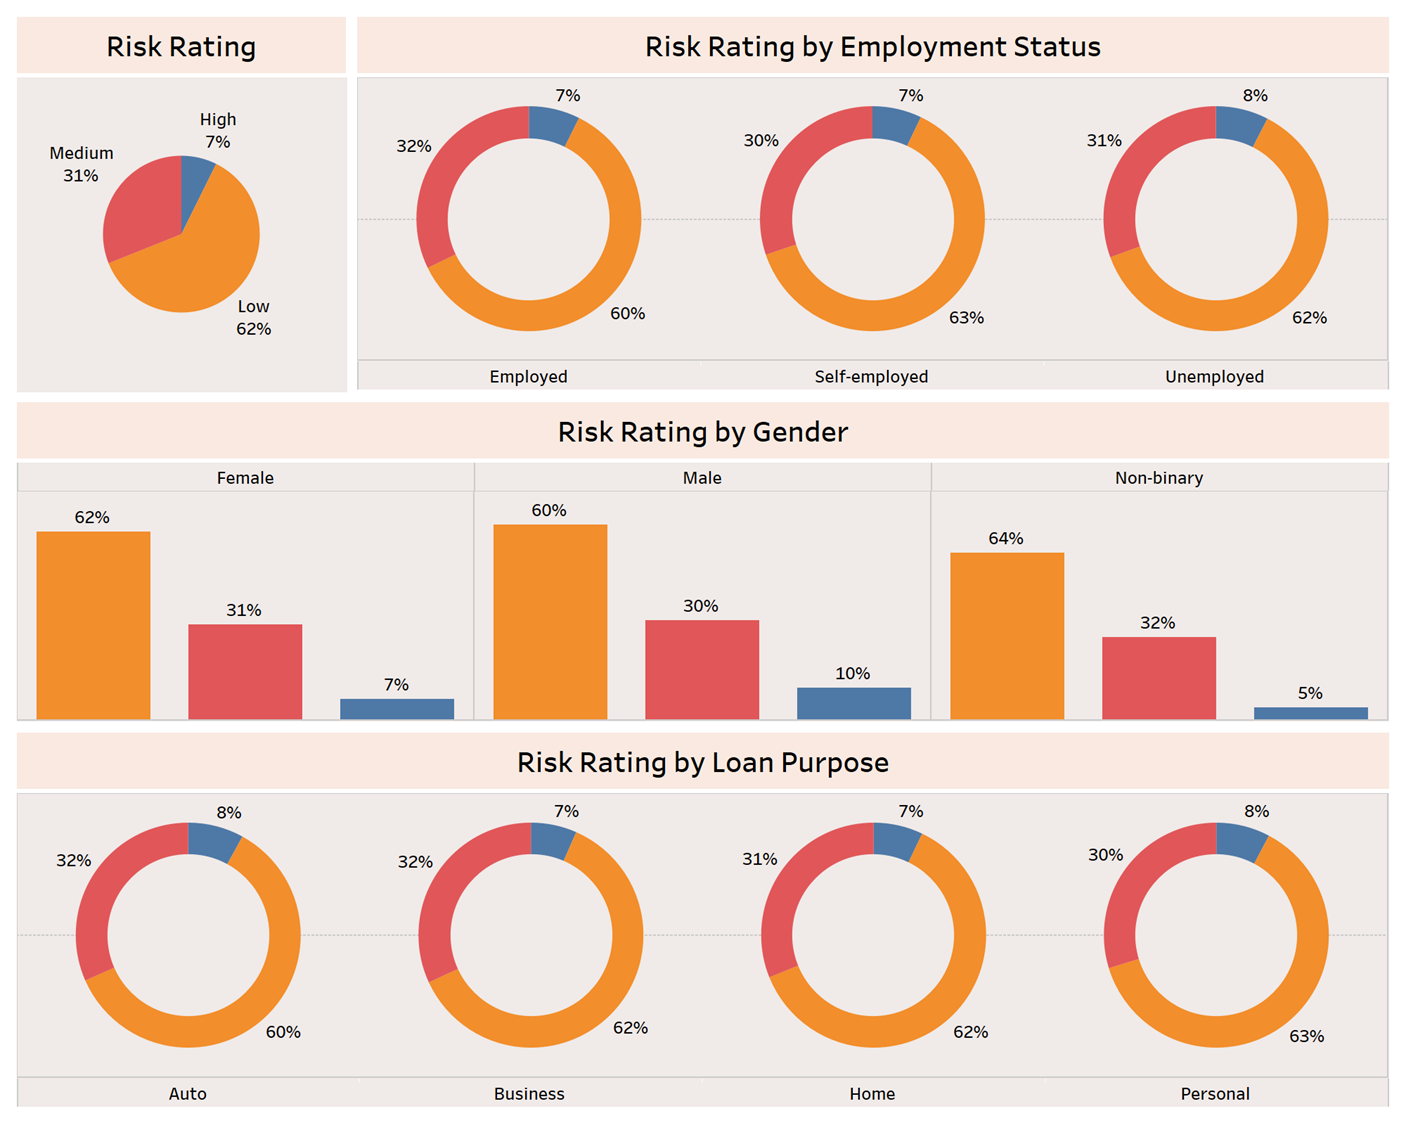 Risk Rating
Risk Rating by Employment Status
High
7%
Medium
31%
Low
62%
7%
32%
60%
Employed
7%
30%
63%
Self-employed
8%
31%
62%
Unemployed
Risk Rating by Gender
Female
Male
Non-binary
62%
31%
7%
60%
30%
10%
64%
32%
5%
Risk Rating by Loan Purpose
8%
32%
60%
Auto
7%
32%
62%
Business
7%
31%
62%
Home
8%
30%
63%
Personal